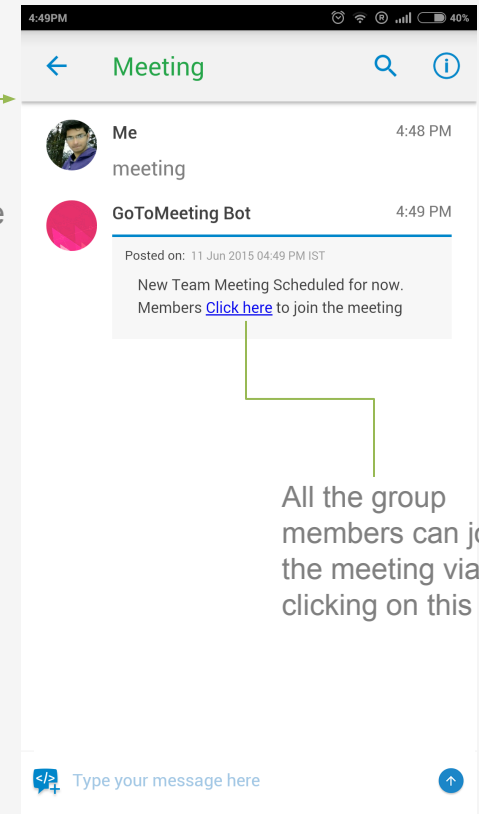 4:49PM
40%
Meeting
Me
4:48 PM
meeting
GoToMeeting Bot
4:49 PM
Posted on: 11 Jun 2015 04:49 PM IST
New Team Meeting Scheduled for now.
Members Click here to join the meeting
All the group
members can
the meeting via
clicking on this
Type your message here